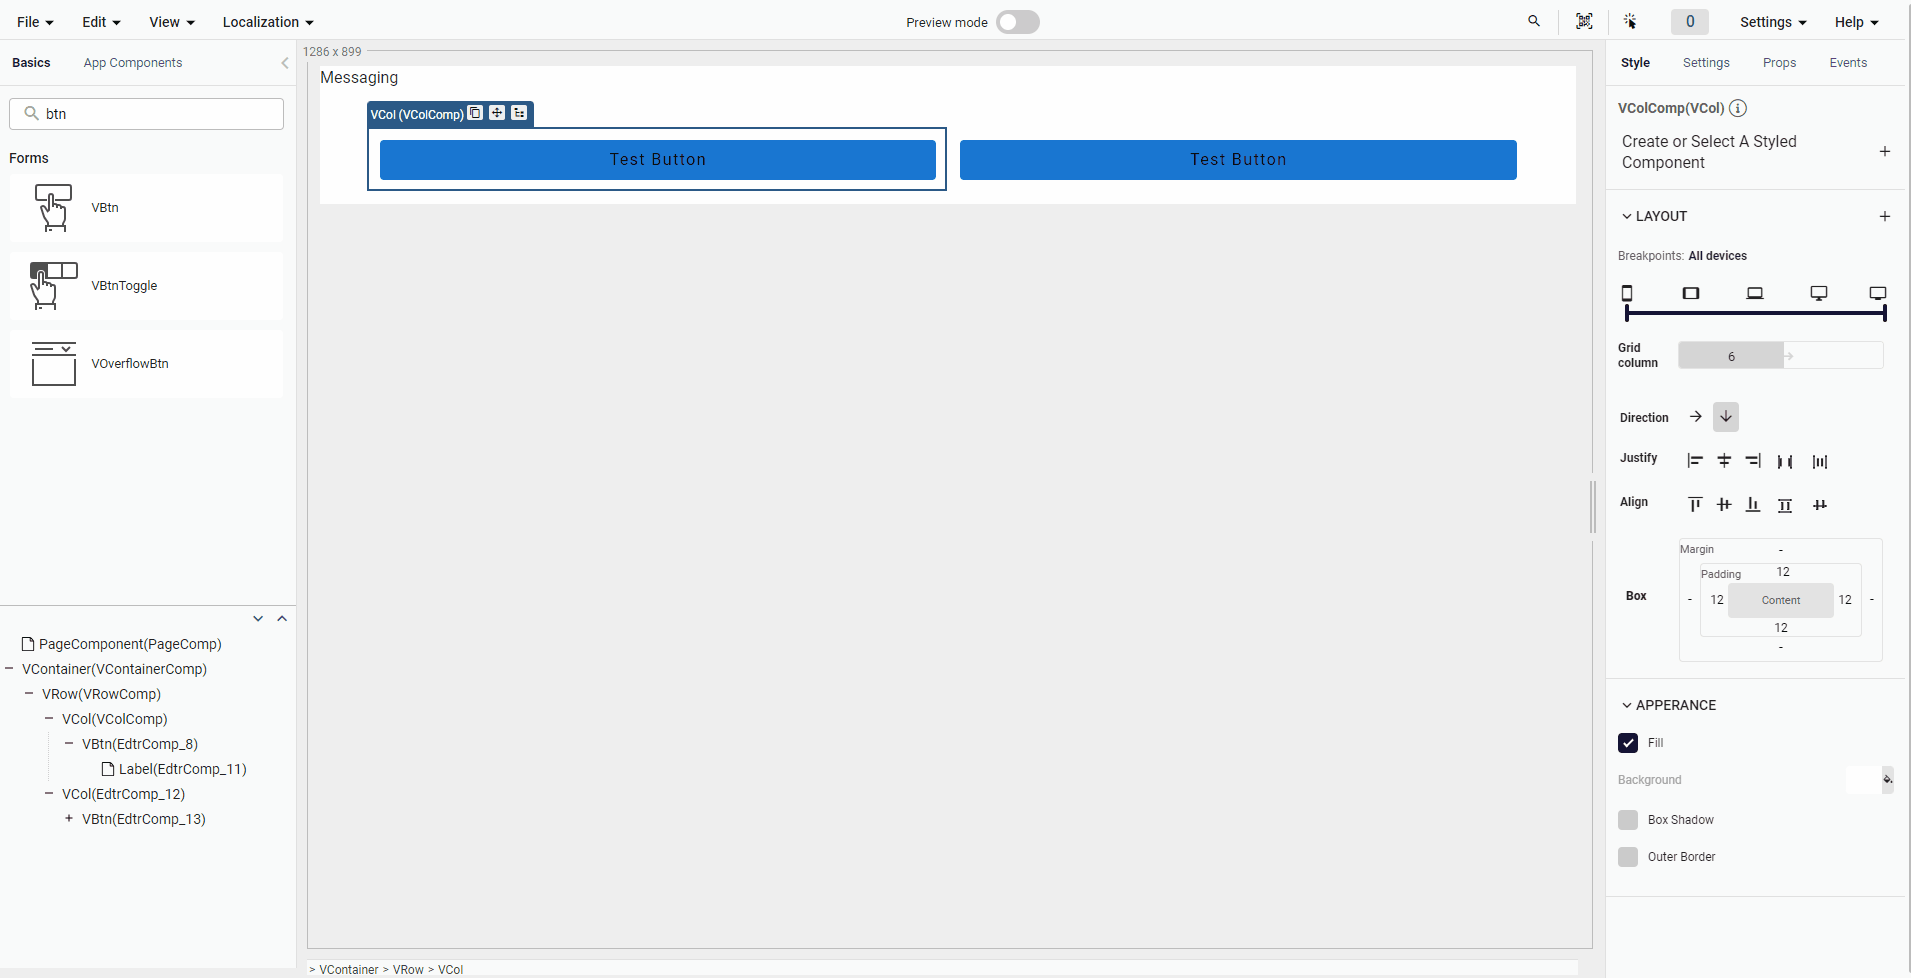 File Edit View Localization Preview mode 0 Settings Help
Basics App Components
btn
Forms
VBtn
VBtnToggle
VOverflowBtn
PageComponent(PageComp)
VContainer(VContainerComp)
VRow(VRowComp)
VCol(VColComp)
VBtn(EdtrComp_8)
Label(EdtrComp_11)
VCol(EdtrComp_12)
VBtn(EdtrComp_13)
1286 x 899
Messaging
VCol (VColComp)
Test Button Test Button
> VContainer > VRow > VCol
Style Settings Props Events
VColComp(VCol)
Create or Select A Styled
Component
LAYOUT
Breakpoints: All devices
Grid
column
6
Direction
Justify
Align
Box
Margin -
Padding 12
- 12 Content 12 -
12
-
APPERANCE
Fill
Background
Box Shadow
Outer Border